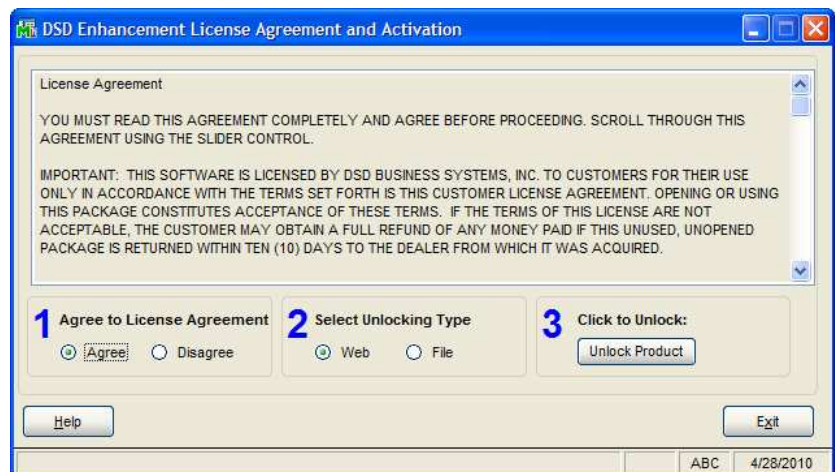 DSD Enhancement License Agreement and Activation
License Agreement
YOU MUST READ THIS AGREEMENT COMPLETELY AND AGREE BEFORE PROCEEDING. SCROLL THROUGH THIS
AGREEMENT USING THE SLIDER CONTROL.
IMPORTANT:  THIS SOFTWARE IS LICENSED BY DSD BUSINESS SYSTEMS, INC. TO CUSTOMERS FOR THEIR USE
ONLY IN ACCORDANCE WITH THE TERMS SET FORTH IS THIS CUSTOMER LICENSE AGREEMENT. OPENING OR USING
THIS PACKAGE CONSTITUTES ACCEPTANCE OF THESE TERMS.  IF THE TERMS OF THIS LICENSE ARE NOT
ACCEPTABLE, THE CUSTOMER MAY OBTAIN A FULL REFUND OF ANY MONEY PAID IF THIS UNUSED, UNOPENED
PACKAGE IS RETURNED WITHIN TEN (10) DAYS TO THE DEALER FROM WHICH IT WAS ACQUIRED.
1 Agree to License Agreement
Agree Disagree
2 Select Unlocking Type
Web File
3 Click to Unlock:
Unlock Product
Help
Exit
ABC 4/28/2010